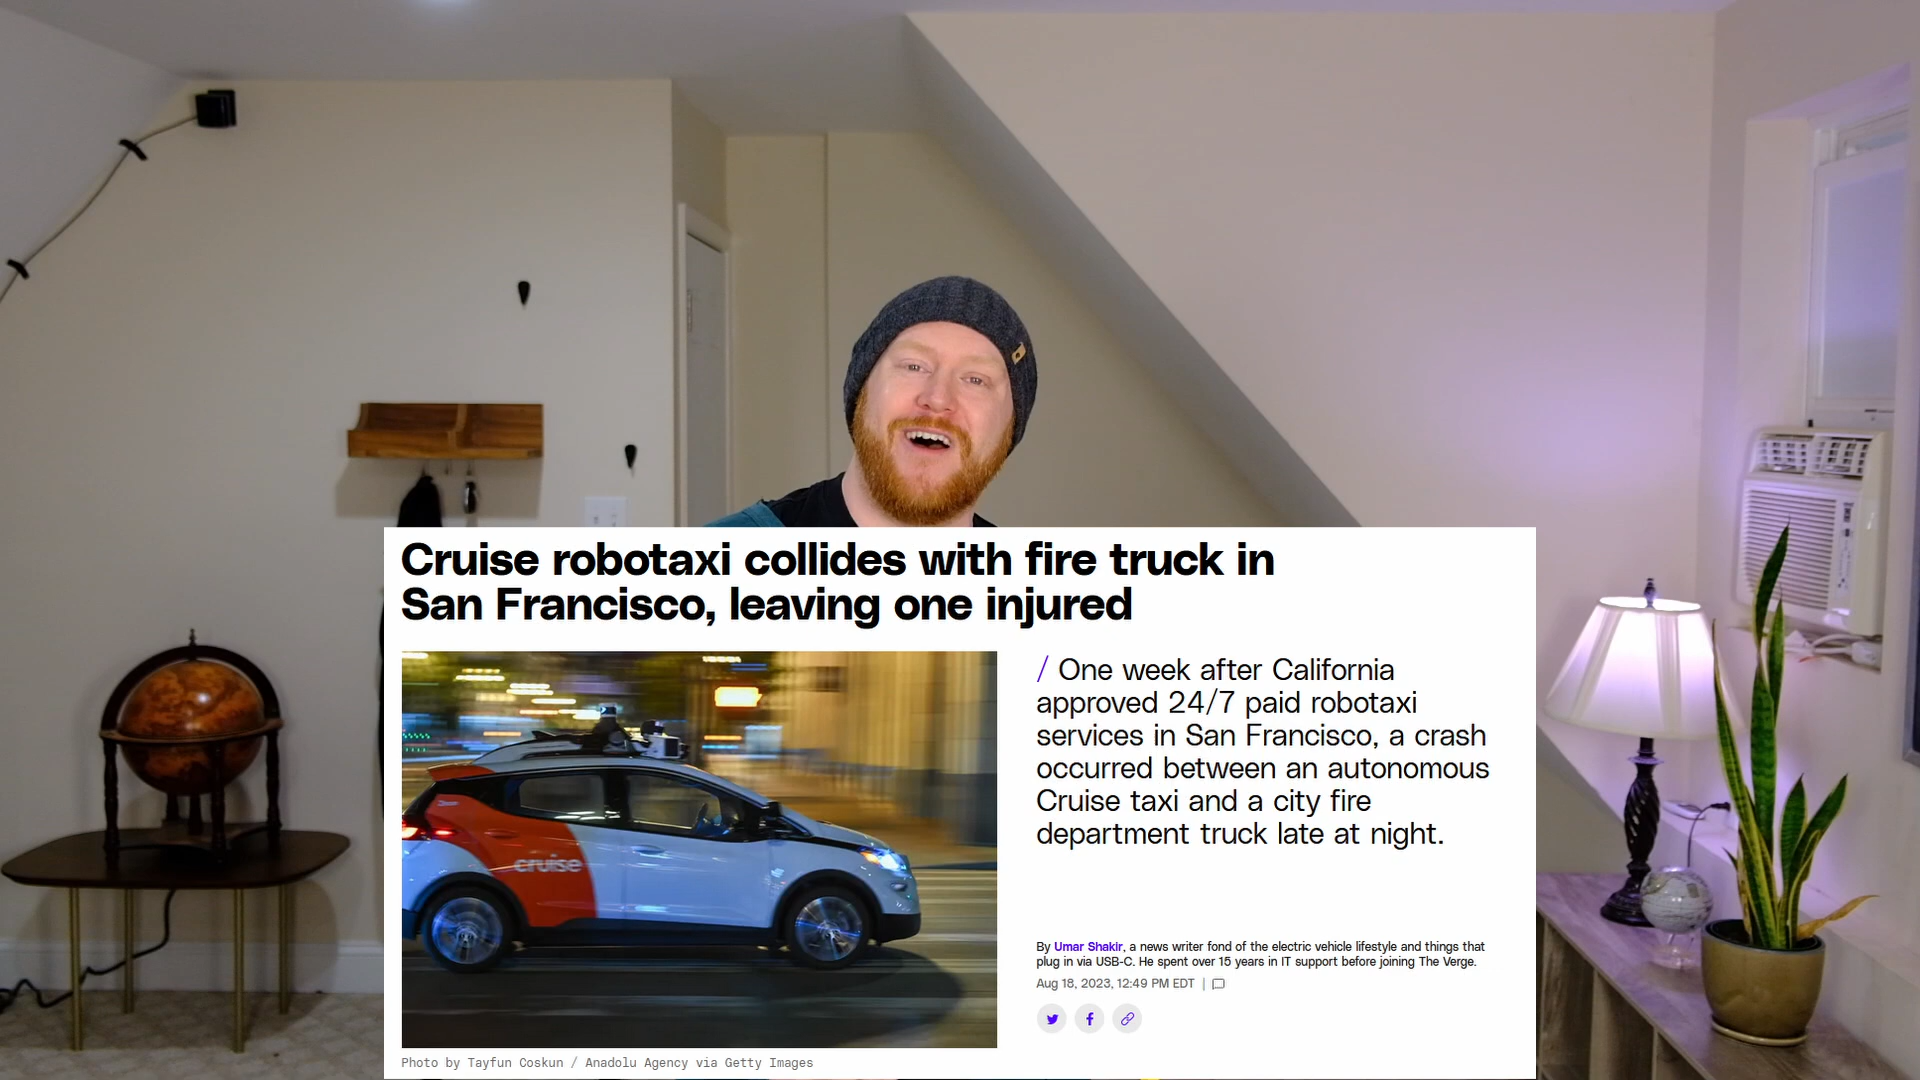 Cruise robotaxi collides with fire truck in
San Francisco, leaving one injured
cruise
/ One week after California
approved 24/7 paid robotaxi
services in San Francisco, a crash
occurred between an autonomous
Cruise taxi and a city fire
department truck late at night.
By Umar Shakir, a news writer fond of the electric vehicle lifestyle and things that
plug in via USB-C. He spent over 15 years in IT support before joining The Verge.
Aug 18, 2023, 12:49 PM EDT |
Photo by Tayfun Coskun / Anadolu Agency via Getty Images